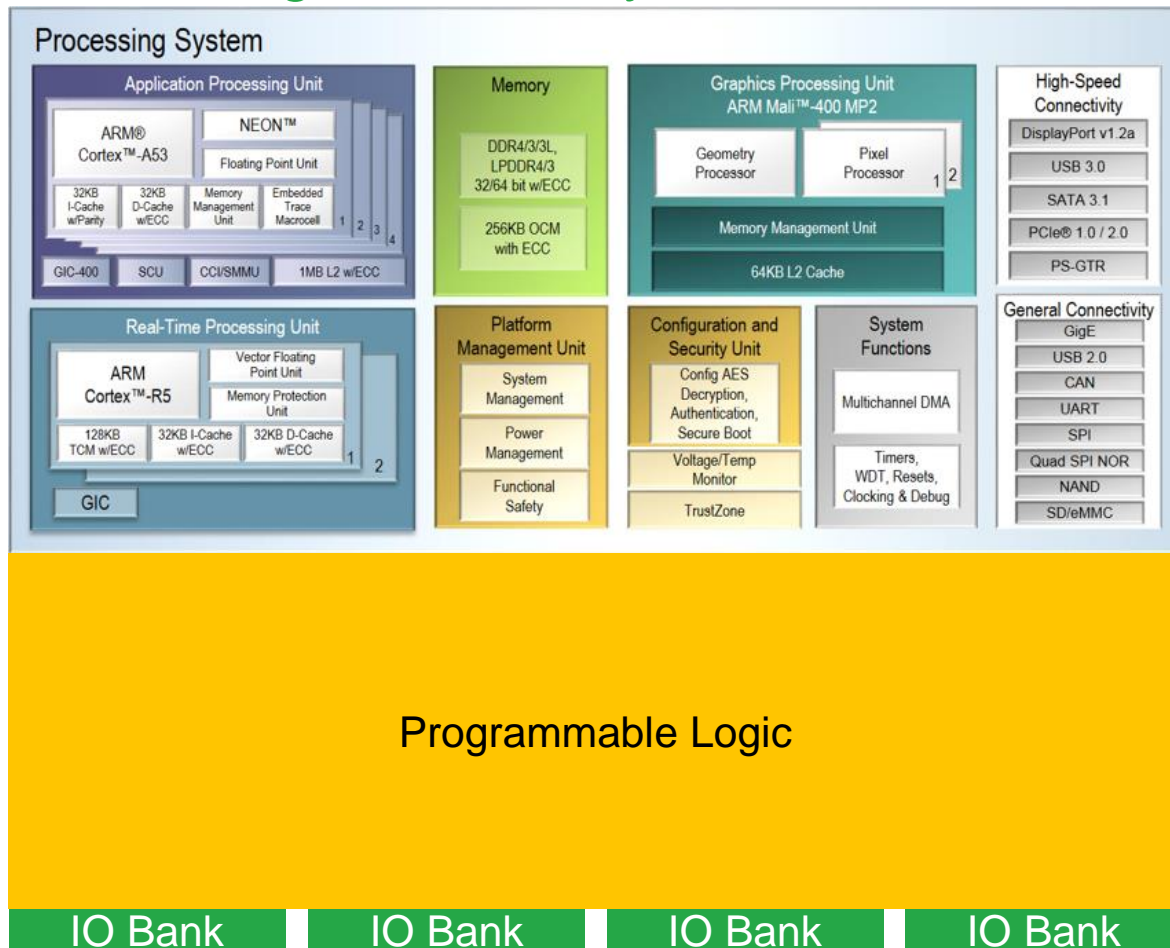 Processing System
Application Processing Unit
ARM®
Cortex™-A53
NEON™
Floating Point Unit
32KB
I-Cache
w/Parity
32KB
D-Cache
w/ECC
Memory
Management
Unit
Embedded
Trace
Macrocell
1
2
3
4
GIC-400
SCU
CCI/SMMU
1MB L2 w/ECC
Memory
DDR4/3/3L,
LPDDR4/3
32/64 bit w/ECC
256KB OCM
with ECC
Graphics Processing Unit
ARM Mali™-400 MP2
Geometry
Processor
Pixel
Processor
1
2
Memory Management Unit
64KB L2 Cache
High-Speed
Connectivity
DisplayPort v1.2a
USB 3.0
SATA 3.1
PCIe® 1.0 / 2.0
PS-GTR
Real-Time Processing Unit
ARM
Cortex™-R5
Vector Floating
Point Unit
Memory Protection
Unit
128KB
TCM w/ECC
32KB I-Cache
w/ECC
32KB D-Cache
w/ECC
1
2
GIC
Platform
Management Unit
System
Management
Power
Management
Functional
Safety
Configuration and
Security Unit
Config AES
Decryption,
Authentication,
Secure Boot
Voltage/Temp
Monitor
TrustZone
System
Functions
Multichannel DMA
Timers,
WDT, Resets,
Clocking & Debug
General Connectivity
GigE
USB 2.0
CAN
UART
SPI
Quad SPI NOR
NAND
SD/eMMC
Programmable Logic
IO Bank
IO Bank
IO Bank
IO Bank